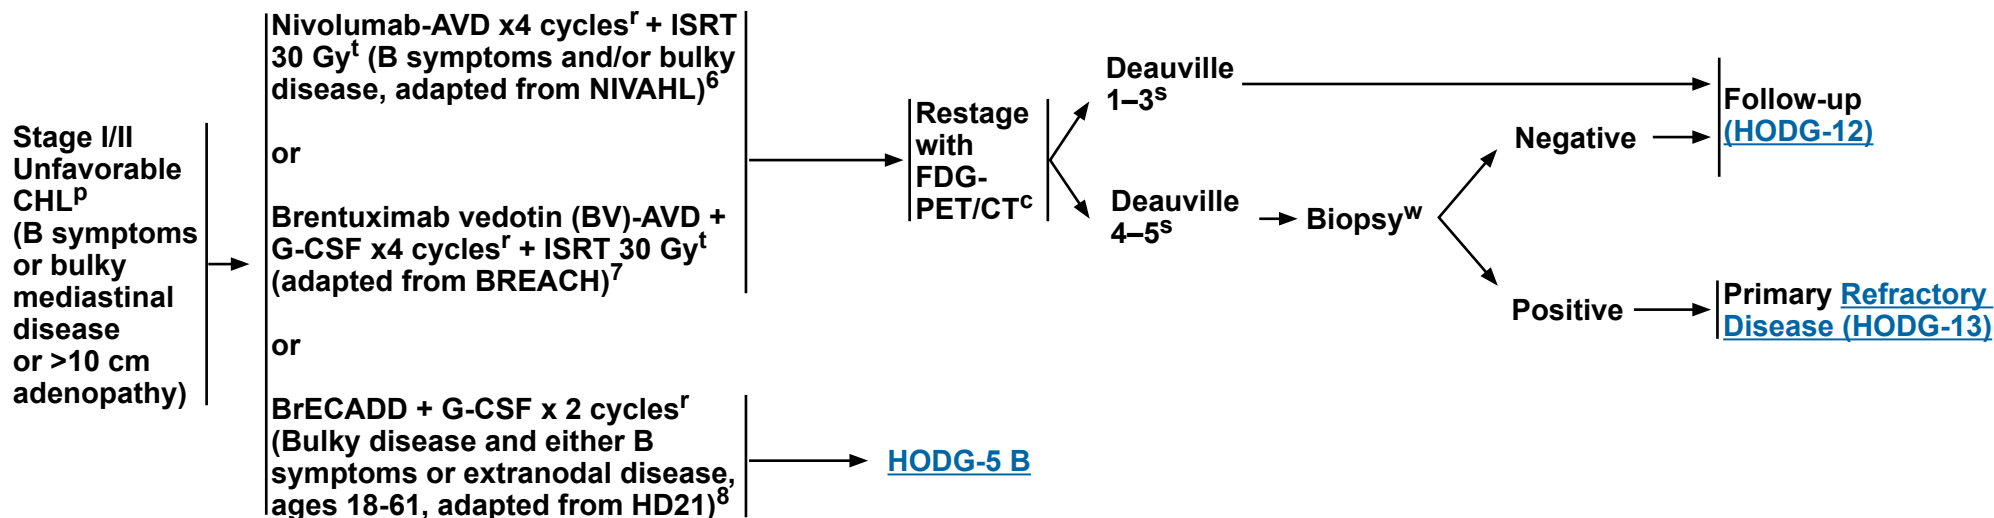 Stage I/II
Unfavorable
CHLp
(B symptoms
or bulky
mediastinal
disease
or >10 cm
adenopathy)
Nivolumab-AVD x4 cyclesr + ISRT
30 Gyt (B symptoms and/or bulky
disease, adapted from NIVAHL)6
or
Brentuximab vedotin (BV)-AVD +
G-CSF x4 cyclesr + ISRT 30 Gyt
(adapted from BREACH)7
or
BrECADD + G-CSF x 2 cyclesr
(Bulky disease and either B
symptoms or extranodal disease,
ages 18-61, adapted from HD21)8
Restage
with
FDG-
PET/CTc
Deauville
1–3s
Deauville
4–5s
Biopsyw
Negative
Positive
Follow-up
(HODG-12)
Primary Refractory
Disease (HODG-13)
HODG-5 B